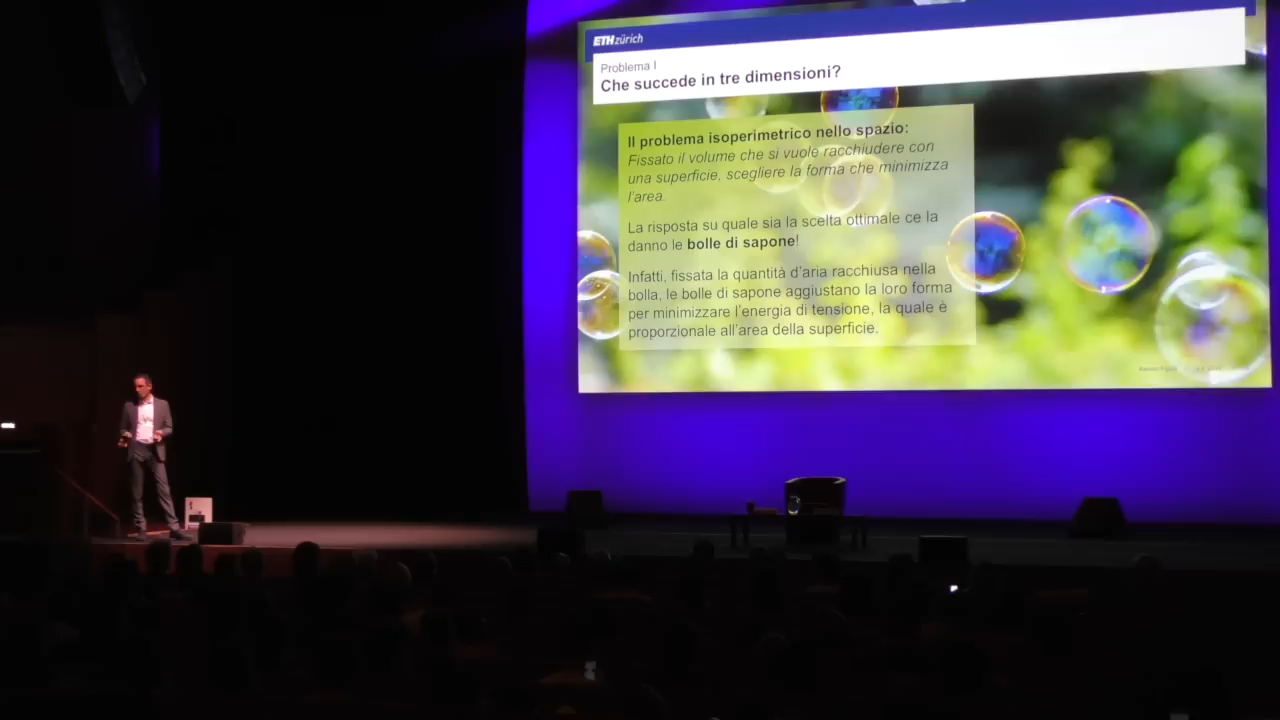 ETH zürich
Problema I
Che succede in tre dimensioni?
Il problema isoperimetrico nello spazio:
Fissato il volume che si vuole racchiudere con
una superficie, scegliere la forma che minimizza
l'area.
La risposta su quale sia la scelta ottimale ce la
danno le bolle di sapone!
Infatti, fissata la quantità d'aria racchiusa nella
bolla, le bolle di sapone aggiustano la loro forma
per minimizzare l'energia di tensione, la quale è
proporzionale all'area della superficie.